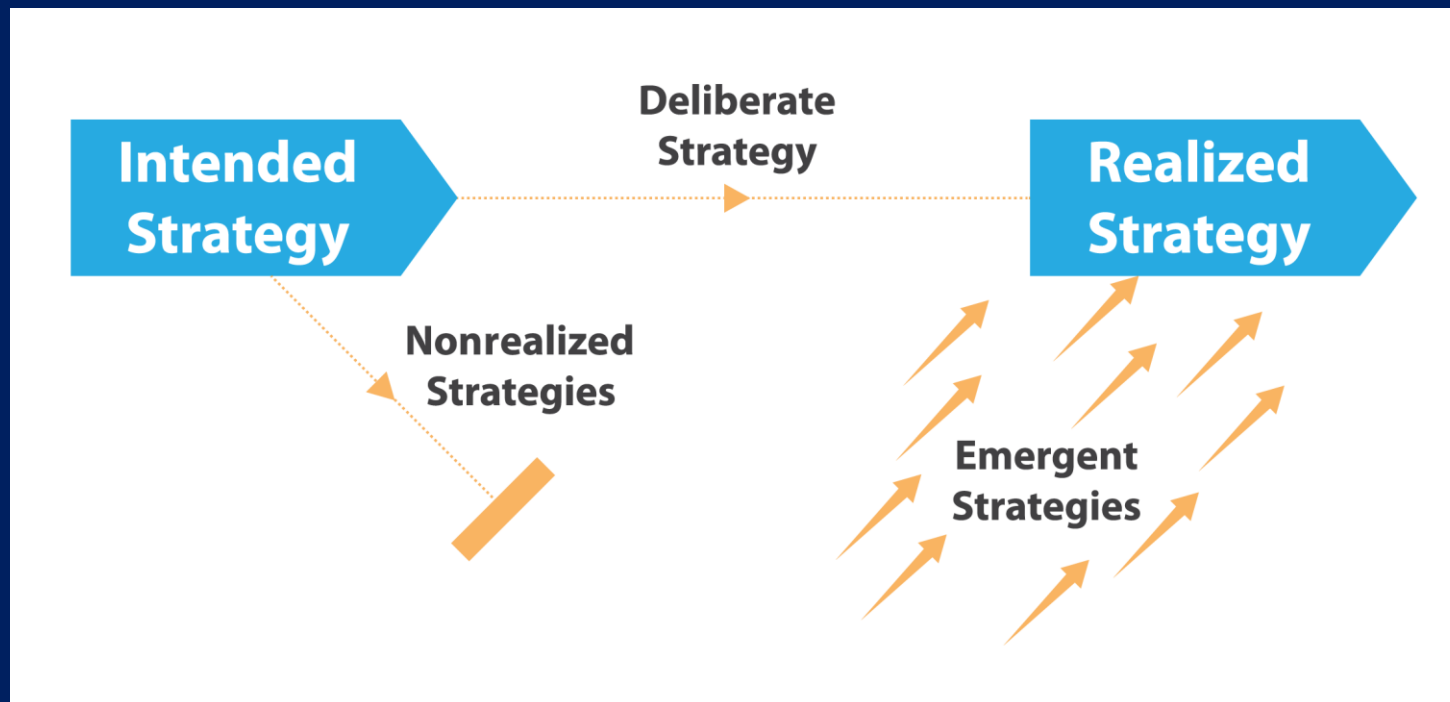 Deliberate
Strategy
Intended
Strategy
Realized
Strategy
Nonrealized
Strategies
Emergent
Strategies